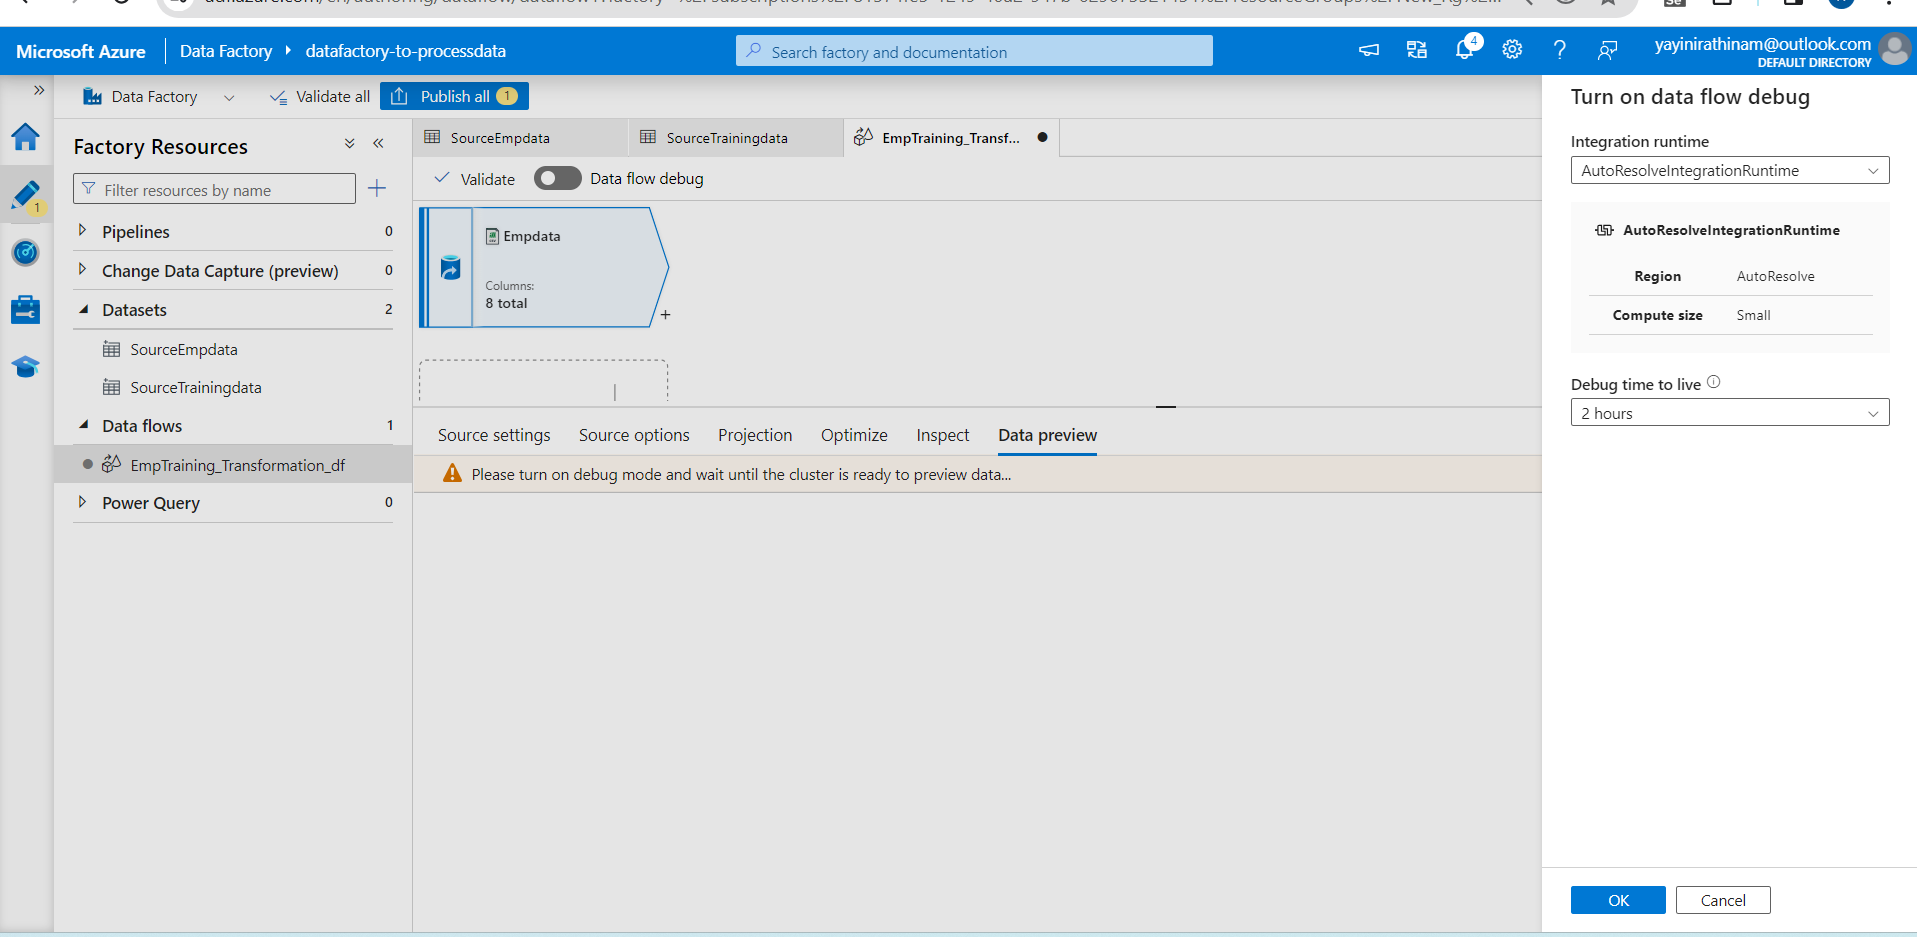 Microsoft Azure
Data Factory
datafactory-to-processdata
Search factory and documentation
4
yayinirathinam@outlook.com
DEFAULT DIRECTORY
Data Factory
Validate all
Publish all 1
Factory Resources
Filter resources by name
1
Pipelines 0
Change Data Capture (preview) 0
Datasets 2
SourceEmpdata
SourceTrainingdata
Data flows 1
EmpTraining_Transformation_df
Power Query 0
SourceEmpdata
SourceTrainingdata
EmpTraining_Transf...
Validate
Data flow debug
Empdata
Columns:
8 total
+
Source settings
Source options
Projection
Optimize
Inspect
Data preview
Please turn on debug mode and wait until the cluster is ready to preview data...
Turn on data flow debug
Integration runtime
AutoResolveIntegrationRuntime
AutoResolveIntegrationRuntime
Region AutoResolve
Compute size Small
Debug time to live
2 hours
OK
Cancel